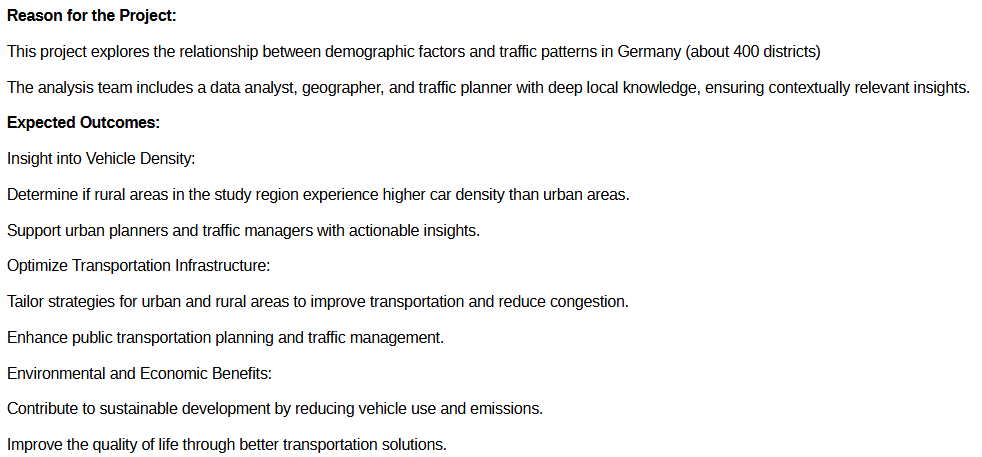 Reason for the Project:
This project explores the relationship between demographic factors and traffic patterns in Germany (about 400 districts)
The analysis team includes a data analyst, geographer, and traffic planner with deep local knowledge, ensuring contextually relevant insights.
Expected Outcomes:
Insight into Vehicle Density:
Determine if rural areas in the study region experience higher car density than urban areas.
Support urban planners and traffic managers with actionable insights.
Optimize Transportation Infrastructure:
Tailor strategies for urban and rural areas to improve transportation and reduce congestion.
Enhance public transportation planning and traffic management.
Environmental and Economic Benefits:
Contribute to sustainable development by reducing vehicle use and emissions.
Improve the quality of life through better transportation solutions.